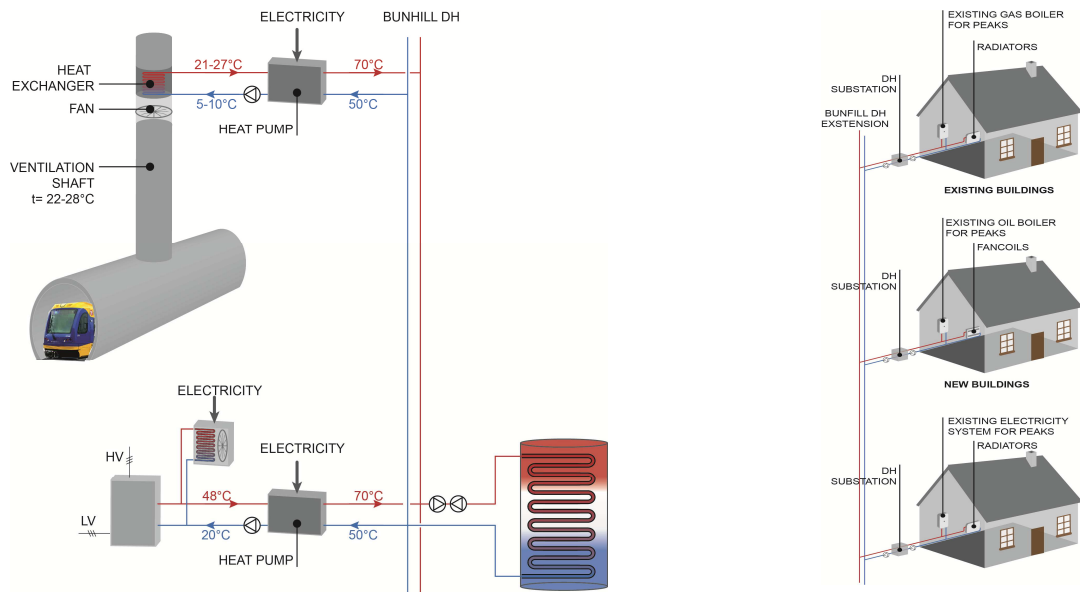 ELECTRICITY
BUNHILL DH
HEAT
EXCHANGER
FAN
VENTILATION
SHAFT
t= 22-28°C
21-27°C
5-10°C
70°C
50°C
HEAT PUMP
ELECTRICITY
ELECTRICITY
HV
LV
48°C
20°C
70°C
50°C
HEAT PUMP
EXISTING GAS BOILER
FOR PEAKS
RADIATORS
DH
SUBSTATION
BUNFILL DH
EXSTENSION
EXISTING BUILDINGS
EXISTING OIL BOILER
FOR PEAKS
FANCOILS
DH
SUBSTATION
NEW BUILDINGS
EXISTING ELECTRICITY
SYSTEM FOR PEAKS
RADIATORS
DH
SUBSTATION